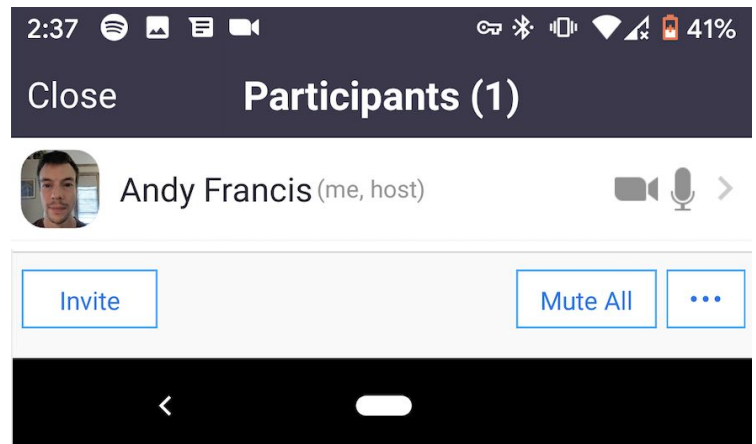 2:37 41%
Close Participants (1)
Andy Francis (me, host)
Invite Mute All ...